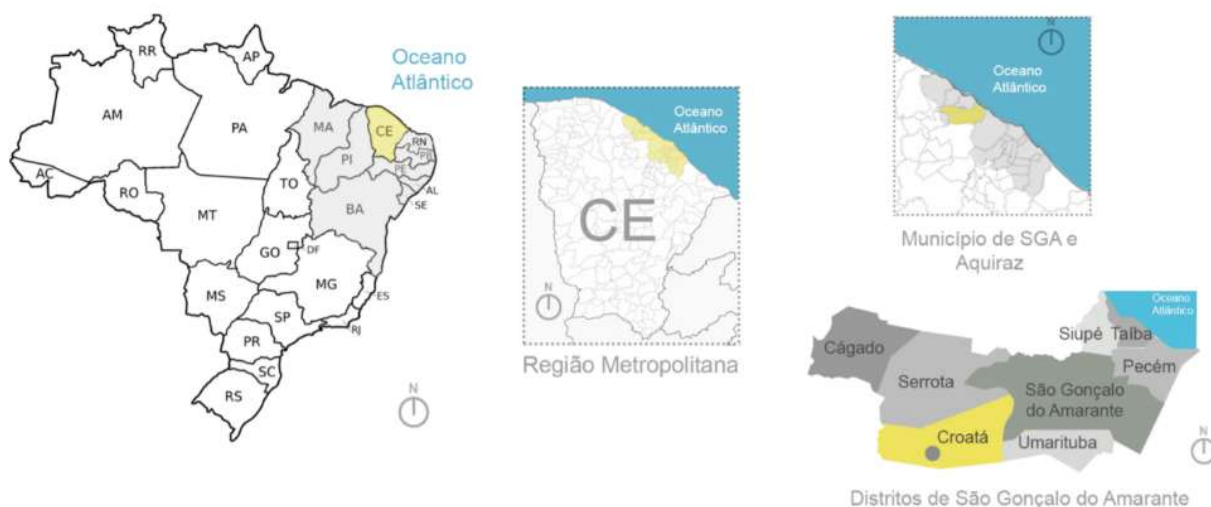 RR
AP
Oceano
Atlântico
AM
PA
MA
CE
RN
PB
PI
PE
AC
AL
TO
SE
RO
BA
MT
GO
DF
MG
MS
ES
SP
RJ
PR
SC
RS
N
Oceano
Atlântico
CE
N
Região Metropolitana
N
Oceano
Atlântico
Município de SGA e
Aquiraz
Oceano
Atlântico
Siupé
Taíba
Cágado
Pecém
Serrota
São Gonçalo
do Amarante
Croatá
Umarituba
N
Distritos de São Gonçalo do Amarante